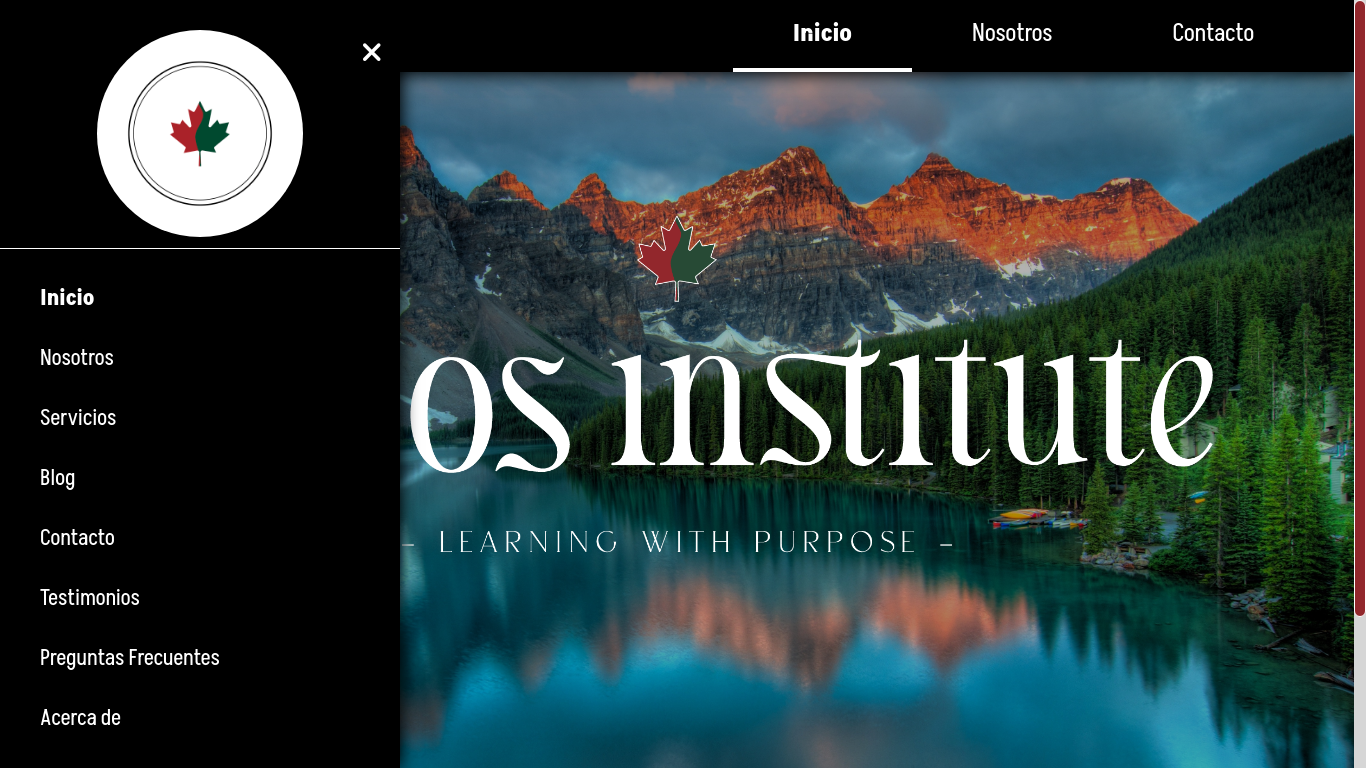 Inicio
Nosotros
Contacto
Inicio
Nosotros
Servicios
Blog
Contacto
Testimonios
Preguntas Frecuentes
Acerca de
os institute
– LEARNING WITH PURPOSE –